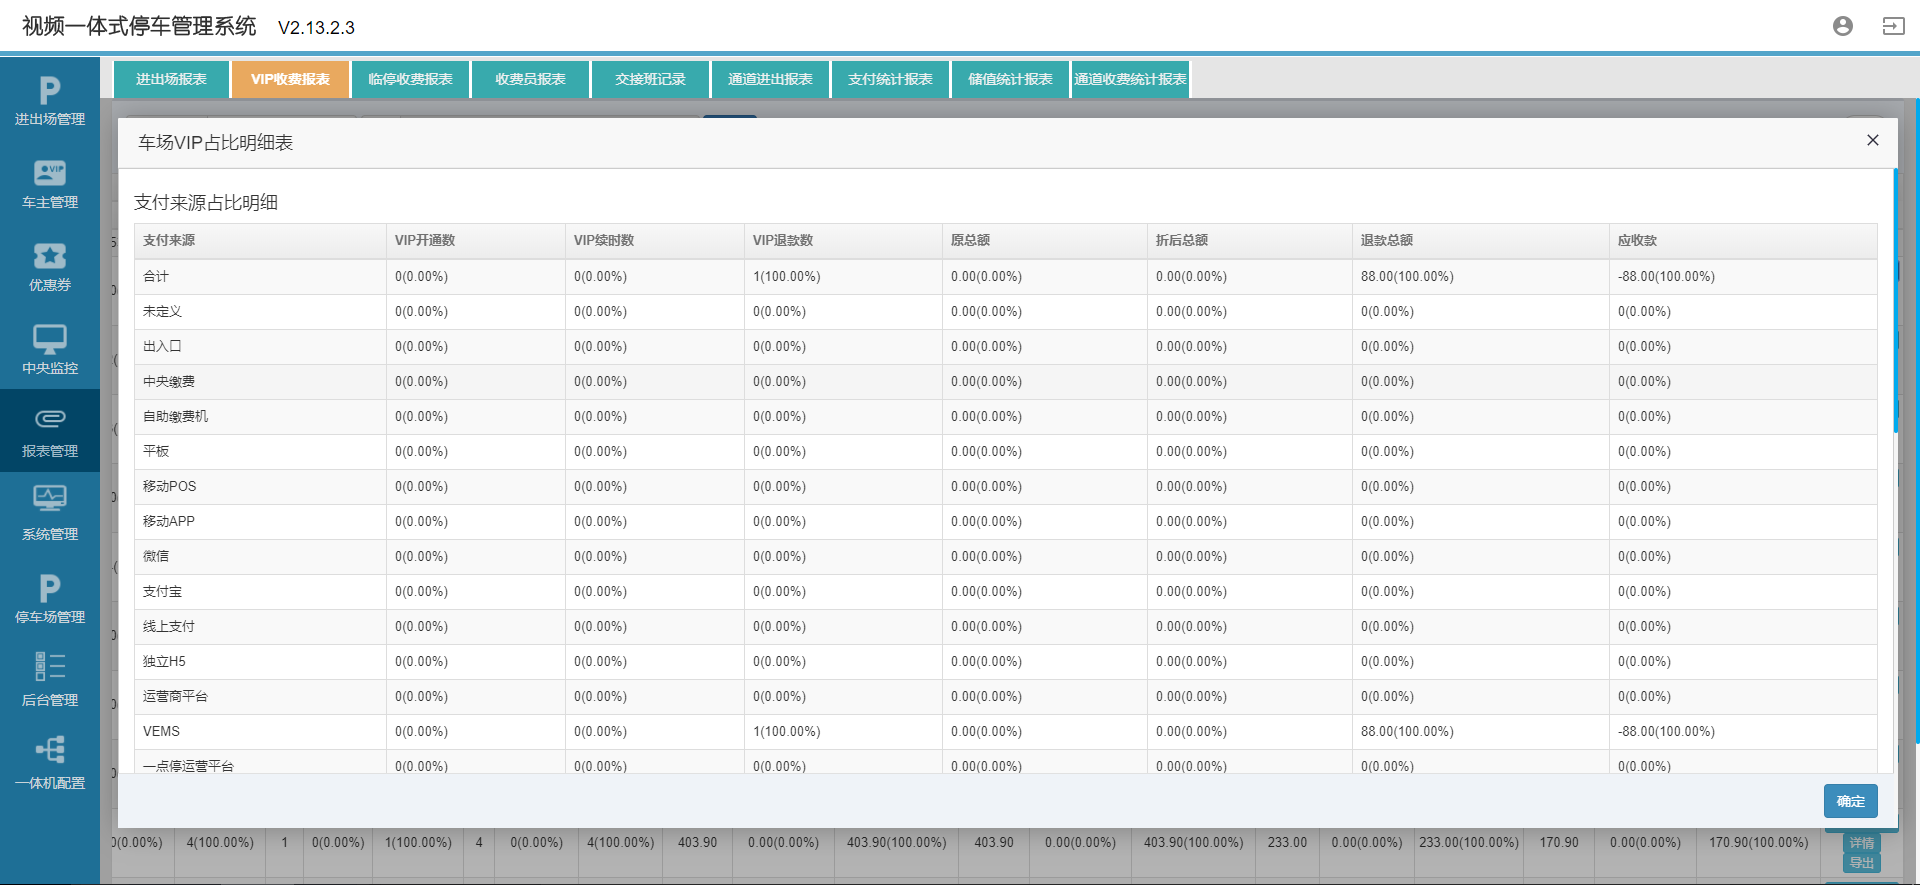 视频一体式停车管理系统 V2.13.2.3
进出场报表 VIP收费报表 临停收费报表 收费员报表 交接班记录 通道进出报表 支付统计报表 储值统计报表 通道收费统计报表
进出场管理
车主管理
优惠券
中央监控
报表管理
系统管理
停车场管理
后台管理
一体机配置
车场VIP占比明细表
支付来源占比明细
支付来源 VIP开通数 VIP续时数 VIP退款数 原总额 折后总额 退款总额 应收款
合计 0(0.00%) 0(0.00%) 1(100.00%) 0.00(0.00%) 0.00(0.00%) 88.00(100.00%) -88.00(100.00%)
未定义 0(0.00%) 0(0.00%) 0(0.00%) 0.00(0.00%) 0.00(0.00%) 0(0.00%) 0(0.00%)
出入口 0(0.00%) 0(0.00%) 0(0.00%) 0.00(0.00%) 0.00(0.00%) 0(0.00%) 0(0.00%)
中央缴费 0(0.00%) 0(0.00%) 0(0.00%) 0.00(0.00%) 0.00(0.00%) 0(0.00%) 0(0.00%)
自助缴费机 0(0.00%) 0(0.00%) 0(0.00%) 0.00(0.00%) 0.00(0.00%) 0(0.00%) 0(0.00%)
平板 0(0.00%) 0(0.00%) 0(0.00%) 0.00(0.00%) 0.00(0.00%) 0(0.00%) 0(0.00%)
移动POS 0(0.00%) 0(0.00%) 0(0.00%) 0.00(0.00%) 0.00(0.00%) 0(0.00%) 0(0.00%)
移动APP 0(0.00%) 0(0.00%) 0(0.00%) 0.00(0.00%) 0.00(0.00%) 0(0.00%) 0(0.00%)
微信 0(0.00%) 0(0.00%) 0(0.00%) 0.00(0.00%) 0.00(0.00%) 0(0.00%) 0(0.00%)
支付宝 0(0.00%) 0(0.00%) 0(0.00%) 0.00(0.00%) 0.00(0.00%) 0(0.00%) 0(0.00%)
线上支付 0(0.00%) 0(0.00%) 0(0.00%) 0.00(0.00%) 0.00(0.00%) 0(0.00%) 0(0.00%)
独立H5 0(0.00%) 0(0.00%) 0(0.00%) 0.00(0.00%) 0.00(0.00%) 0(0.00%) 0(0.00%)
运营商平台 0(0.00%) 0(0.00%) 0(0.00%) 0.00(0.00%) 0.00(0.00%) 0(0.00%) 0(0.00%)
VEMS 0(0.00%) 0(0.00%) 1(100.00%) 0.00(0.00%) 0.00(0.00%) 88.00(100.00%) -88.00(100.00%)
一点停运营平台 0(0.00%) 0(0.00%) 0(0.00%) 0.00(0.00%) 0.00(0.00%) 0(0.00%) 0(0.00%)
确定
0(0.00%) 4(100.00%) 1 0(0.00%) 1(100.00%) 4 0(0.00%) 4(100.00%) 403.90 0.00(0.00%) 403.90(100.00%) 403.90 0.00(0.00%) 403.90(100.00%) 233.00 0.00(0.00%) 233.00(100.00%) 170.90 0.00(0.00%) 170.90(100.00%) 详情
导出